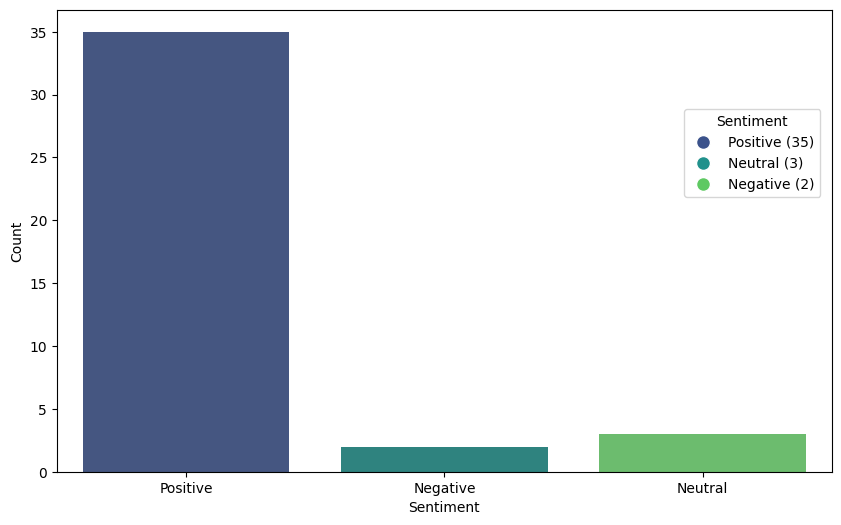 35
30
25
20
15
10
5
0
Count
Sentiment
Positive (35)
Neutral (3)
Negative (2)
Positive
Negative
Neutral
Sentiment